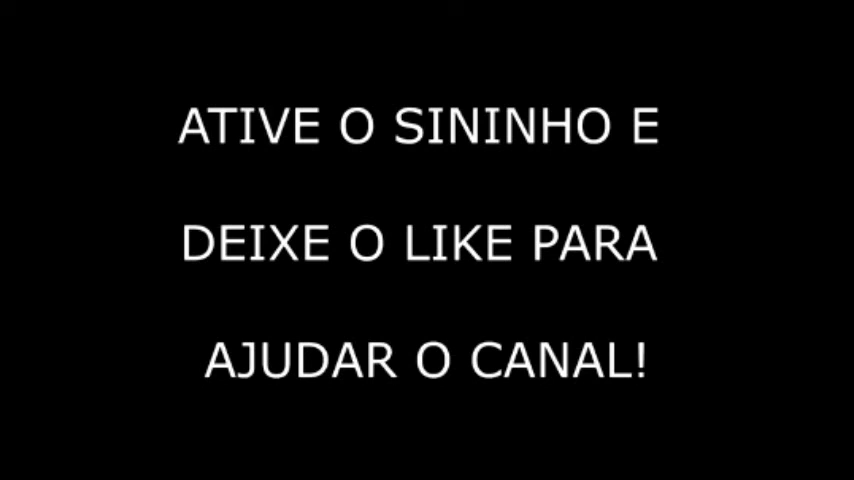 ATIVE O SININHO E
DEIXE O LIKE PARA
AJUDAR O CANAL!